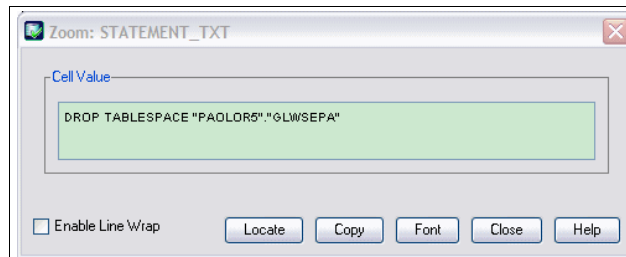 Zoom: STATEMENT_TXT
Cell Value
DROP TABLESPACE "PAOLOR5"."GLWSEPA"
Enable Line Wrap
Locate
Copy
Font
Close
Help